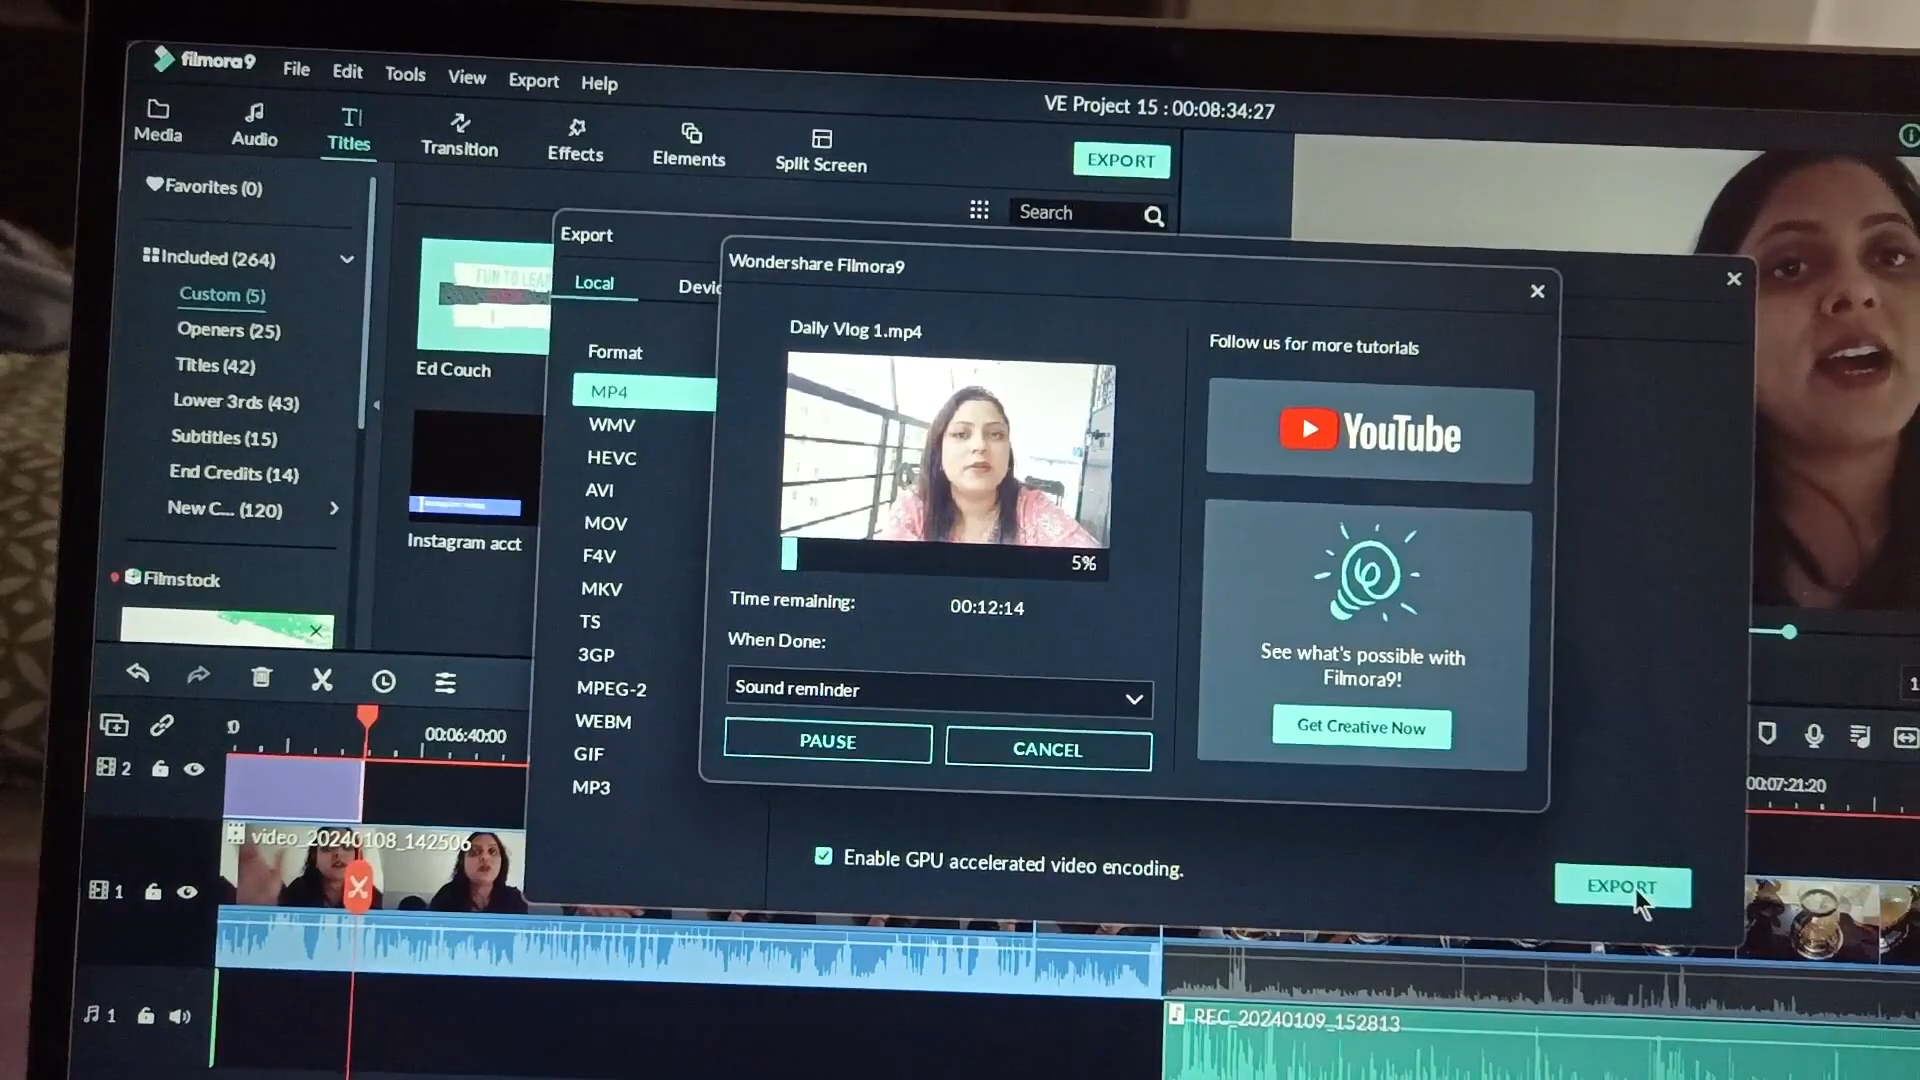 filmora9
File Edit Tools View Export Help
VE Project 15 : 00:08:34:27
Media
Audio
Titles
Transition
Effects
Elements
Split Screen
EXPORT
Favorites (0)
Search
Included (264)
Custom (5)
Openers (25)
Titles (42)
Lower 3rds (43)
Subtitles (15)
End Credits (14)
New C... (120)
Filmstock
Ed Couch
Instagram acct
Export
Local
Format
MP4
WMV
HEVC
AVI
MOV
F4V
MKV
TS
3GP
MPEG-2
WEBM
GIF
MP3
Wondershare Filmora9
Daily Vlog 1.mp4
5%
Time remaining: 00:12:14
When Done:
Sound reminder
PAUSE
CANCEL
Follow us for more tutorials
YouTube
See what's possible with
Filmora9!
Get Creative Now
Enable GPU accelerated video encoding.
EXPORT
00:06:40:00
00:07:21:20
2
video_20240108_142506
1
1
REC_20240109_152813